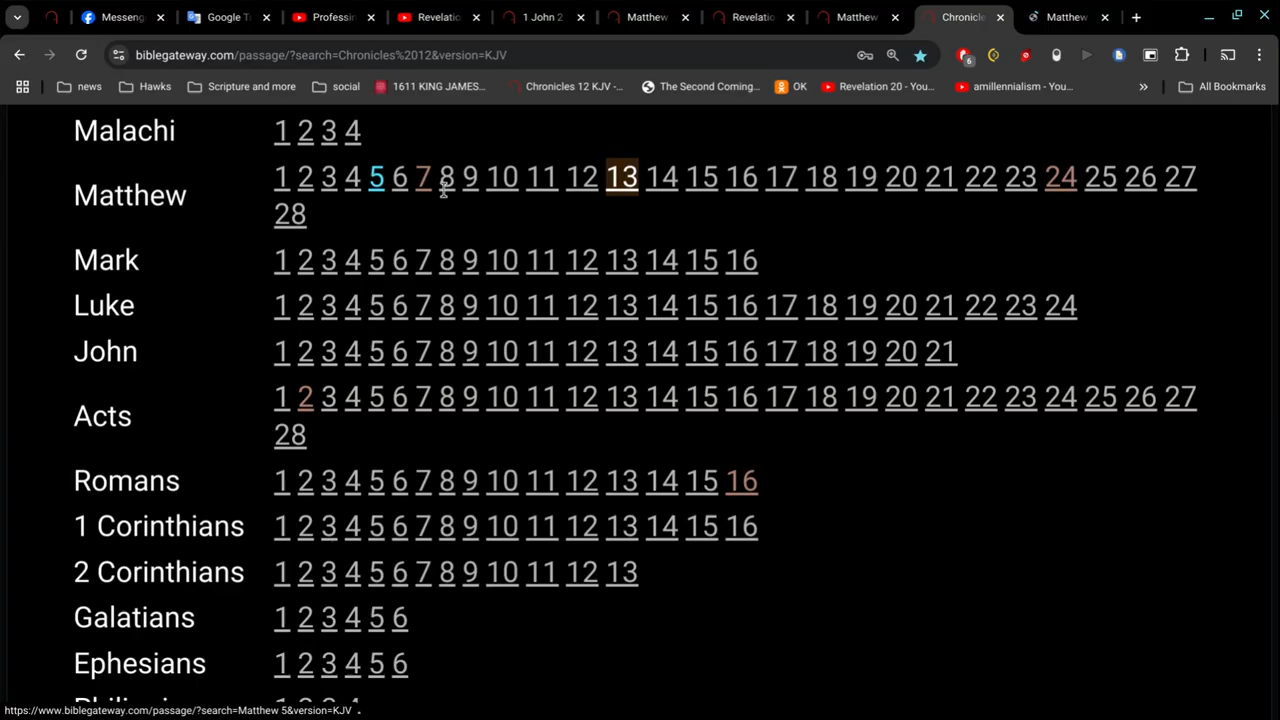 Messeng
Google T
Professin
Revelatio
1 John 2
Matthew
Revelatio
Matthew
Chronicle
Matthew
biblegateway.com/passage/?search=Chronicles%2012&version=KJV
6
news
Hawks
Scripture and more
social
1611 KING JAMES...
Chronicles 12 KJV -...
The Second Coming...
OK
Revelation 20 - You...
amillennialism - You...
All Bookmarks
Malachi 1 2 3 4
Matthew 1 2 3 4 5 6 7 8 9 10 11 12 13 14 15 16 17 18 19 20 21 22 23 24 25 26 27
28
Mark 1 2 3 4 5 6 7 8 9 10 11 12 13 14 15 16
Luke 1 2 3 4 5 6 7 8 9 10 11 12 13 14 15 16 17 18 19 20 21 22 23 24
John 1 2 3 4 5 6 7 8 9 10 11 12 13 14 15 16 17 18 19 20 21
Acts 1 2 3 4 5 6 7 8 9 10 11 12 13 14 15 16 17 18 19 20 21 22 23 24 25 26 27
28
Romans 1 2 3 4 5 6 7 8 9 10 11 12 13 14 15 16
1 Corinthians 1 2 3 4 5 6 7 8 9 10 11 12 13 14 15 16
2 Corinthians 1 2 3 4 5 6 7 8 9 10 11 12 13
Galatians 1 2 3 4 5 6
Ephesians 1 2 3 4 5 6
https://www.biblegateway.com/passage/?search=Matthew 5&version=KJV